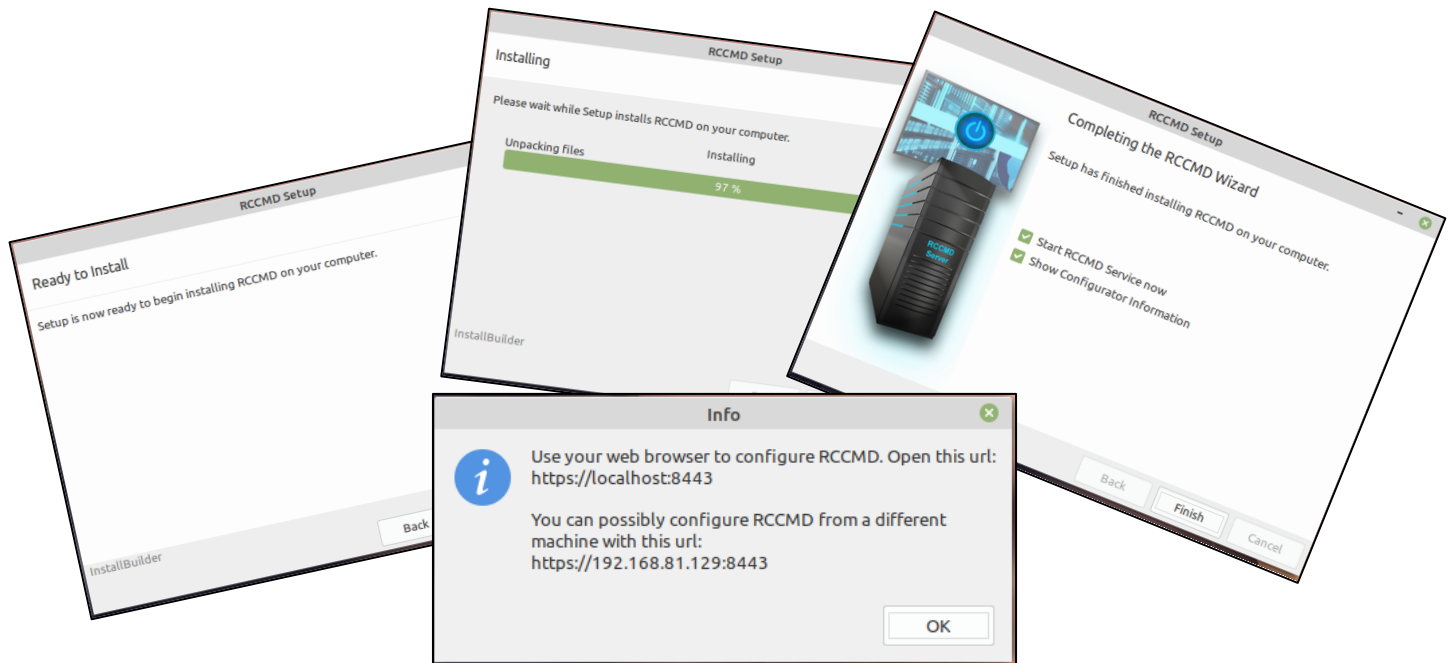 RCCMD Setup
Ready to Install
Setup is now ready to begin installing RCCMD on your computer.
InstallBuilder
Back
RCCMD Setup
Installing
Please wait while Setup installs RCCMD on your computer.
Unpacking files
Installing
97 %
InstallBuilder
RCCMD Setup
Completing the RCCMD Wizard
Setup has finished installing RCCMD on your computer.
Start RCCMD Service now
Show Configurator Information
RCCMD
Server
Back
Finish
Cancel
Info
Use your web browser to configure RCCMD. Open this url:
https://localhost:8443
You can possibly configure RCCMD from a different
machine with this url:
https://192.168.81.129:8443
OK